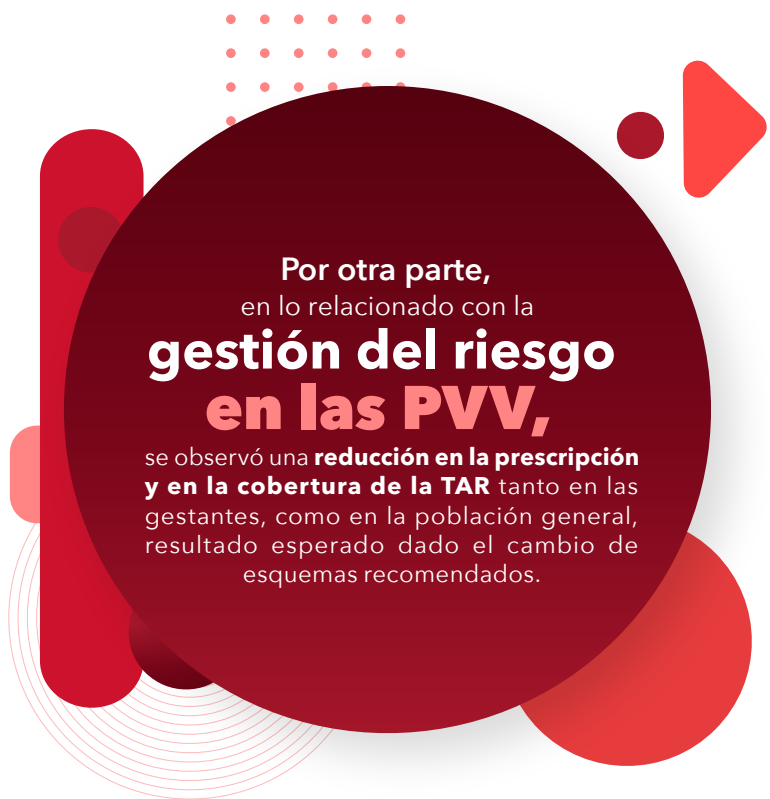 Por otra parte,
en lo relacionado con la
gestión del riesgo
en las PVV,
se observó una reducción en la prescripción
y en la cobertura de la TAR tanto en las
gestantes, como en la población general,
resultado esperado dado el cambio de
esquemas recomendados.